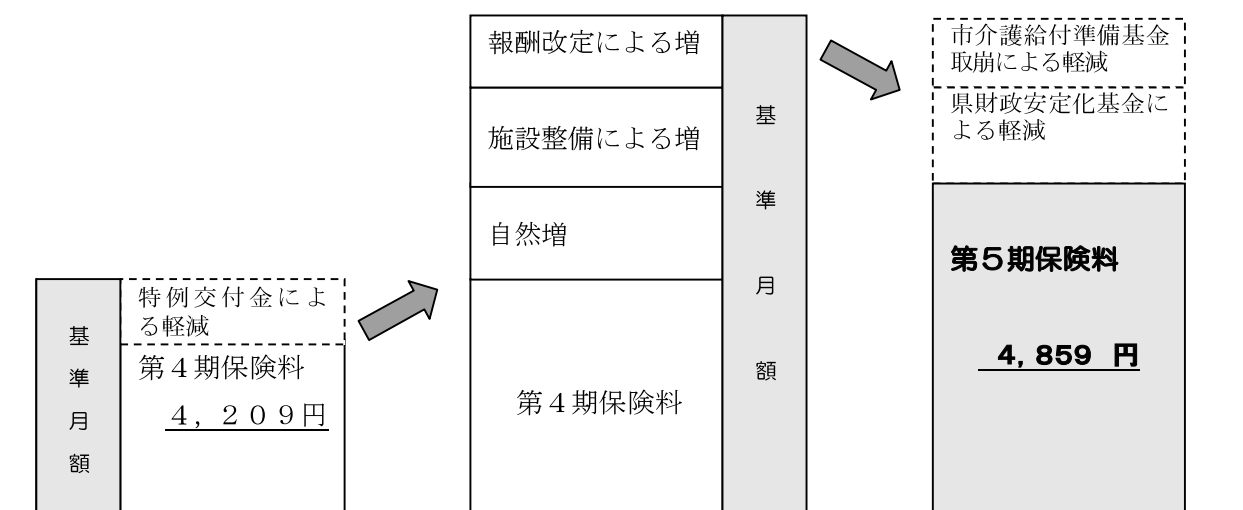 基準月額
特例交付金によ
る軽減
第４期保険料
４，２０９円
報酬改定による増
施設整備による増
自然増
第４期保険料
基準月額
市介護給付準備基金
取崩による軽減
県財政安定化基金に
よる軽減
第５期保険料
4，859 円